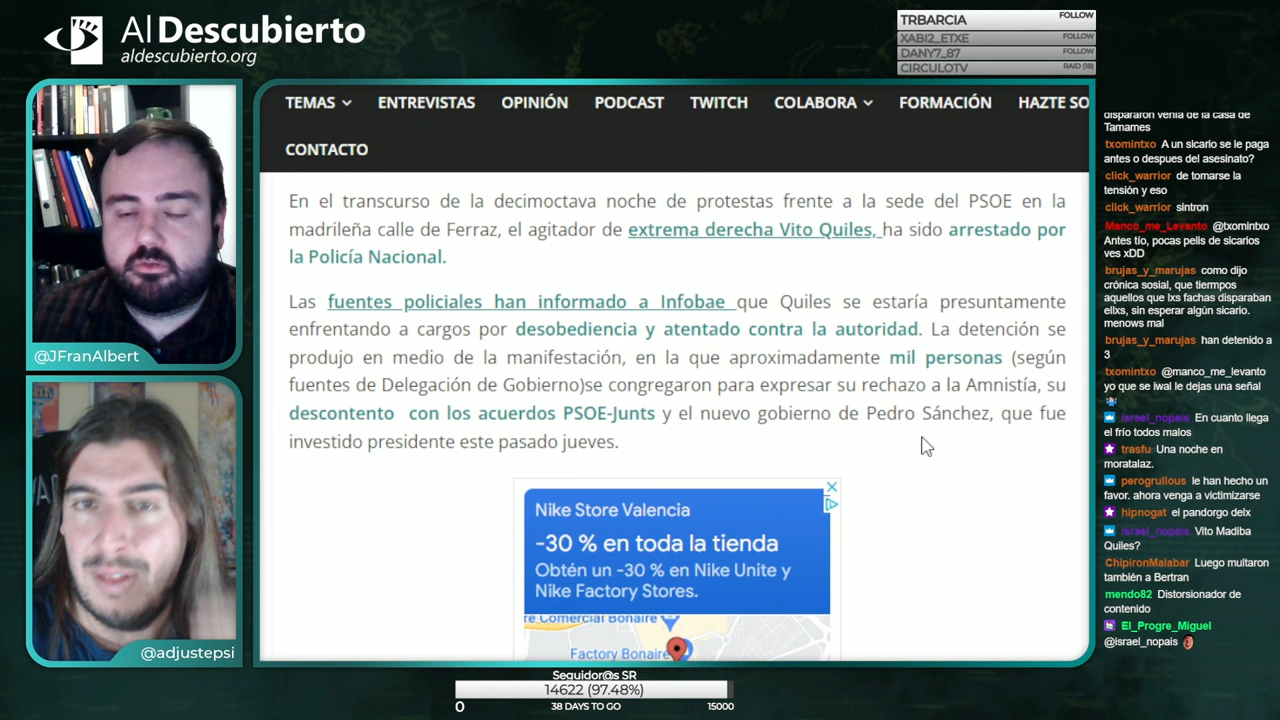 Al Descubierto
aldescubierto.org
TRBARCIA FOLLOW
XABI2_ETXE FOLLOW
DANY7_87 FOLLOW
CIRCULOTV RAID (18)
TEMAS ENTREVISTAS OPINIÓN PODCAST TWITCH COLABORA FORMACIÓN HAZTE SO
CONTACTO
En el transcurso de la decimoctava noche de protestas frente a la sede del PSOE en la
madrileña calle de Ferraz, el agitador de extrema derecha Vito Quiles, ha sido arrestado por
la Policía Nacional.
Las fuentes policiales han informado a Infobae que Quiles se estaría presuntamente
enfrentando a cargos por desobediencia y atentado contra la autoridad. La detención se
produjo en medio de la manifestación, en la que aproximadamente mil personas (según
fuentes de Delegación de Gobierno)se congregaron para expresar su rechazo a la Amnistía, su
descontento con los acuerdos PSOE-Junts y el nuevo gobierno de Pedro Sánchez, que fue
investido presidente este pasado jueves.
Nike Store Valencia
-30 % en toda la tienda
Obtén un -30 % en Nike Unite y
Nike Factory Stores.
re Comercial Bonaire
Factory Bonaire
@JFranAlbert
@adjustepsi
dispararon venía de la casa de
Tamames
txomintxo A un sicario se le paga
antes o despues del asesinato?
click_warrior de tomarse la
tensión y eso
click_warrior sintron
Manco_me_Levanto @txomintxo
Antes tío, pocas pelis de sicarios
ves xDD
brujas_y_marujas como dijo
crónica sosial, que tiermpos
aquellos que lxs fachas disparaban
ellxs, sin esperar algún sicario.
menows mal
brujas_y_marujas han detenido a
3
txomintxo @manco_me_levanto
yo que se iwal le dejas una señal
israel_nopais En cuanto llega
el frío todos malos
trasfu Una noche en
moratalaz.
perogrullous le han hecho un
favor. ahora venga a victimizarse
hipnogat el pandorgo delx
israel_nopais Vito Madiba
Quiles?
ChipironMalabar Luego multaron
también a Bertran
mendo82 Distorsionador de
contenido
El_Progre_Miguel
@israel_nopais
Seguidor@s SR
14622 (97.48%)
0 38 DAYS TO GO 15000